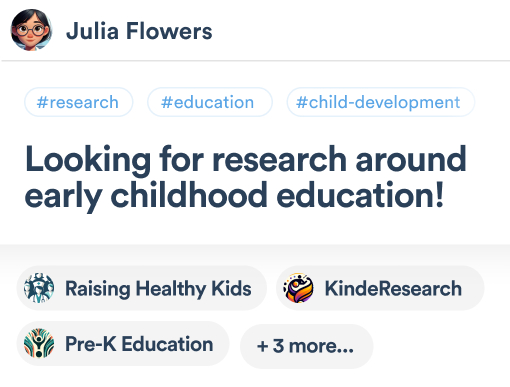 Julia Flowers
#research #education #child-development
Looking for research around
early childhood education!
Raising Healthy Kids KindeResearch
Pre-K Education + 3 more...